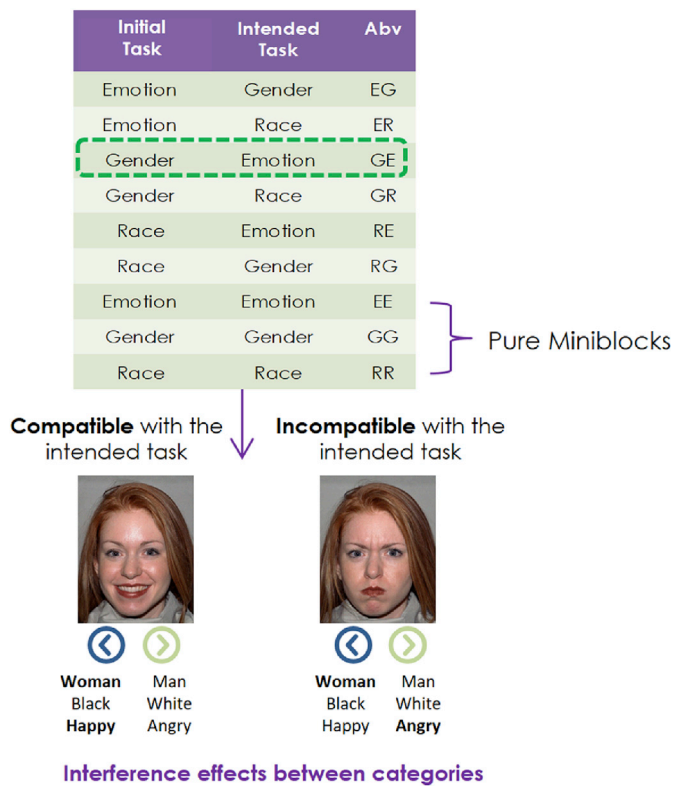 Initial Task Intended Task Abv
Emotion Gender EG
Emotion Race ER
Gender Emotion GE
Gender Race GR
Race Emotion RE
Race Gender RG
Emotion Emotion EE
Gender Gender GG
Race Race RR
Pure Miniblocks
Compatible with the
intended task
Incompatible with the
intended task
Woman Man
Black White
Happy Angry
Woman Man
Black White
Happy Angry
Interference effects between categories